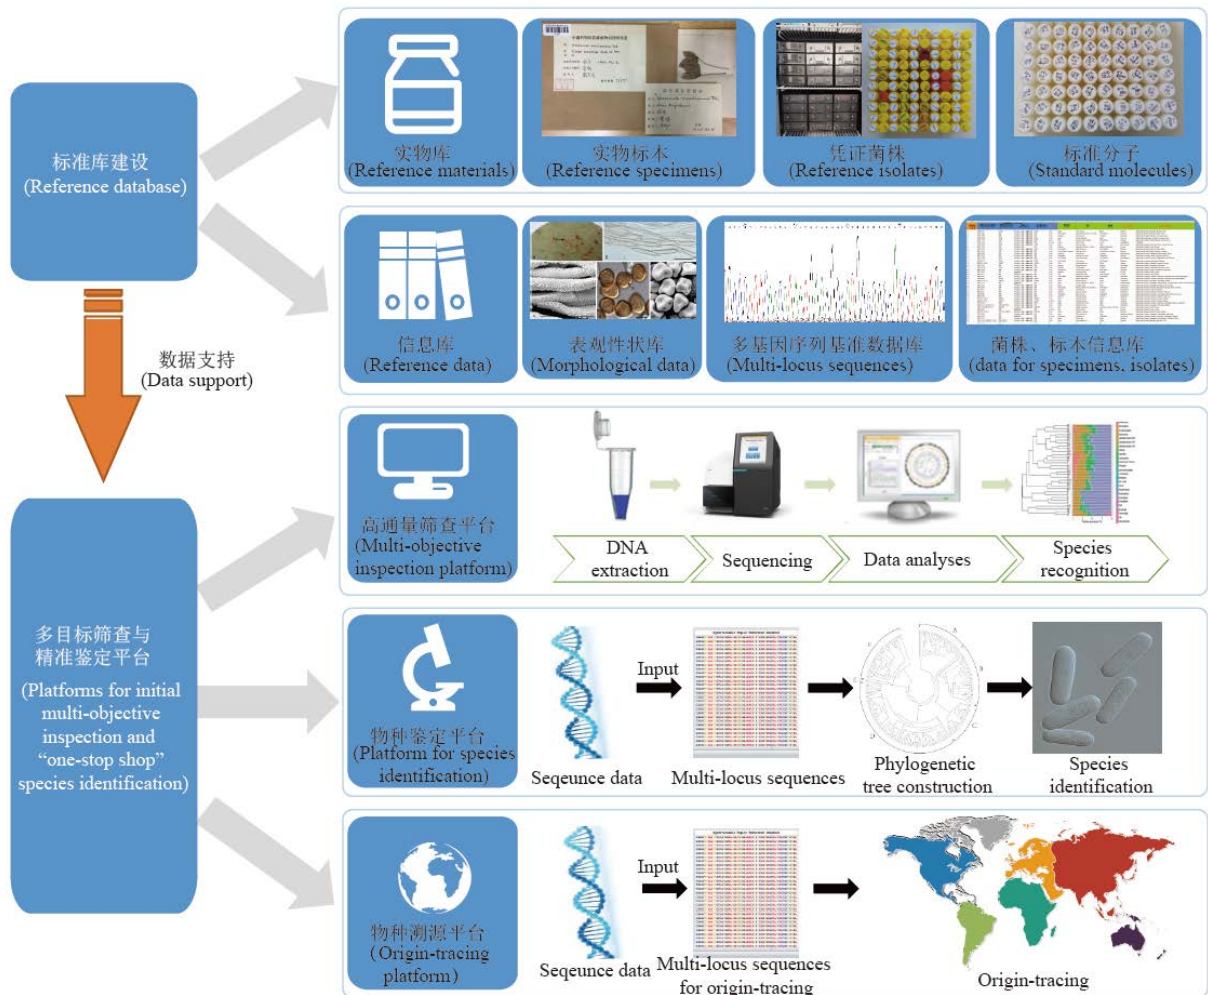 标准库建设
(Reference database)
实物库
(Reference materials)
实物标本
(Reference specimens)
凭证菌株
(Reference isolates)
标准分子
(Standard molecules)
信息库
(Reference data)
表观性状库
(Morphological data)
多基因序列基准数据库
(Multi-locus sequences)
菌株、标本信息库
(data for specimens, isolates)
数据支持
(Data support)
多目标筛查与
精准鉴定平台
(Platforms for initial
multi-objective
inspection and
“one-stop shop”
species identification)
高通量筛查平台
(Multi-objective
inspection platform)
DNA
extraction
Sequencing
Data analyses
Species
recognition
物种鉴定平台
(Platform for species
identification)
Seqeunce data
Input
Multi-locus sequences
Phylogenetic
tree construction
Species
identification
物种溯源平台
(Origin-tracing
platform)
Seqeunce data
Input
Multi-locus sequences
for origin-tracing
Origin-tracing